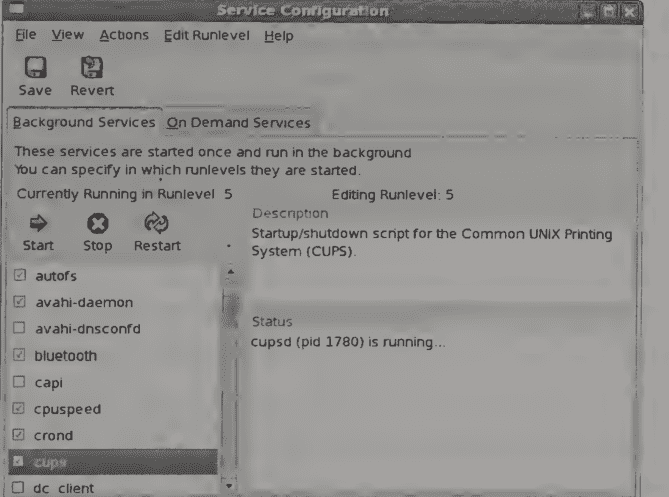 Service Configuration
File View Actions Edit Runlevel Help
Save Revert
Background Services On Demand Services
These services are started once and run in the background
You can specify in which runlevels they are started.
Currently Running in Runlevel 5 Editing Runlevel: 5
Start Stop Restart
Description
Startup/shutdown script for the Common UNIX Printing
System (CUPS).
Status
cupsd (pid 1780) is running...
autofs
avahi-daemon
avahi-dnsconfd
bluetooth
capi
cpuspeed
crond
cups
dc_client